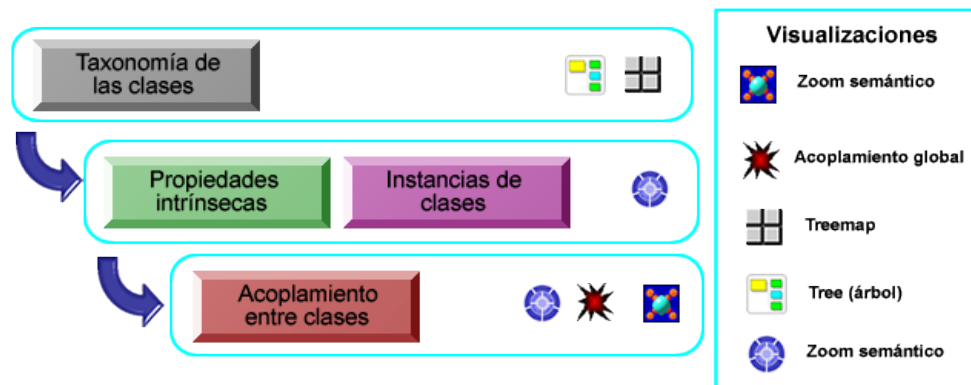 Taxonomía de
las clases
Propiedades
intrínsecas
Instancias de
clases
Acoplamiento
entre clases
Visualizaciones
Zoom semántico
Acoplamiento global
Treemap
Tree (árbol)
Zoom semántico